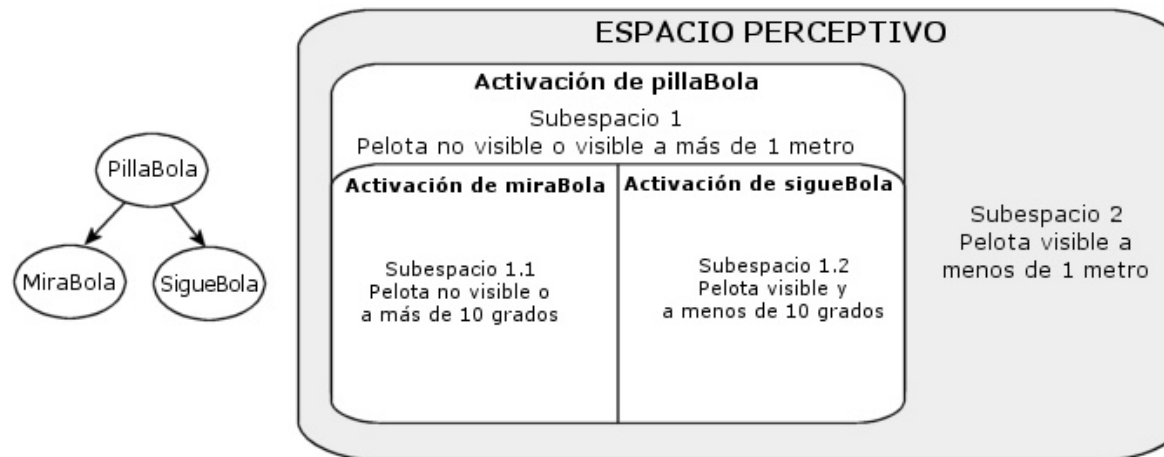 PillaBola
MiraBola
SigueBola
ESPACIO PERCEPTIVO
Activación de pillaBola
Subespacio 1
Pelota no visible o visible a más de 1 metro
Activación de miraBola
Subespacio 1.1
Pelota no visible o
a más de 10 grados
Activación de sigueBola
Subespacio 1.2
Pelota visible y
a menos de 10 grados
Subespacio 2
Pelota visible a
menos de 1 metro